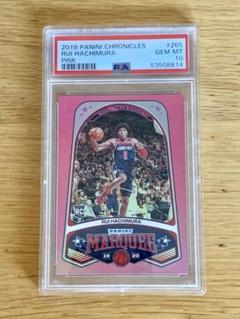 2019 PANINI CHRONICLES #265
RUI HACHIMURA GEM MT
PINK 10
PSA 53508814
RC
RUI HACHIMURA
PANINI
MARQUEE
19 20